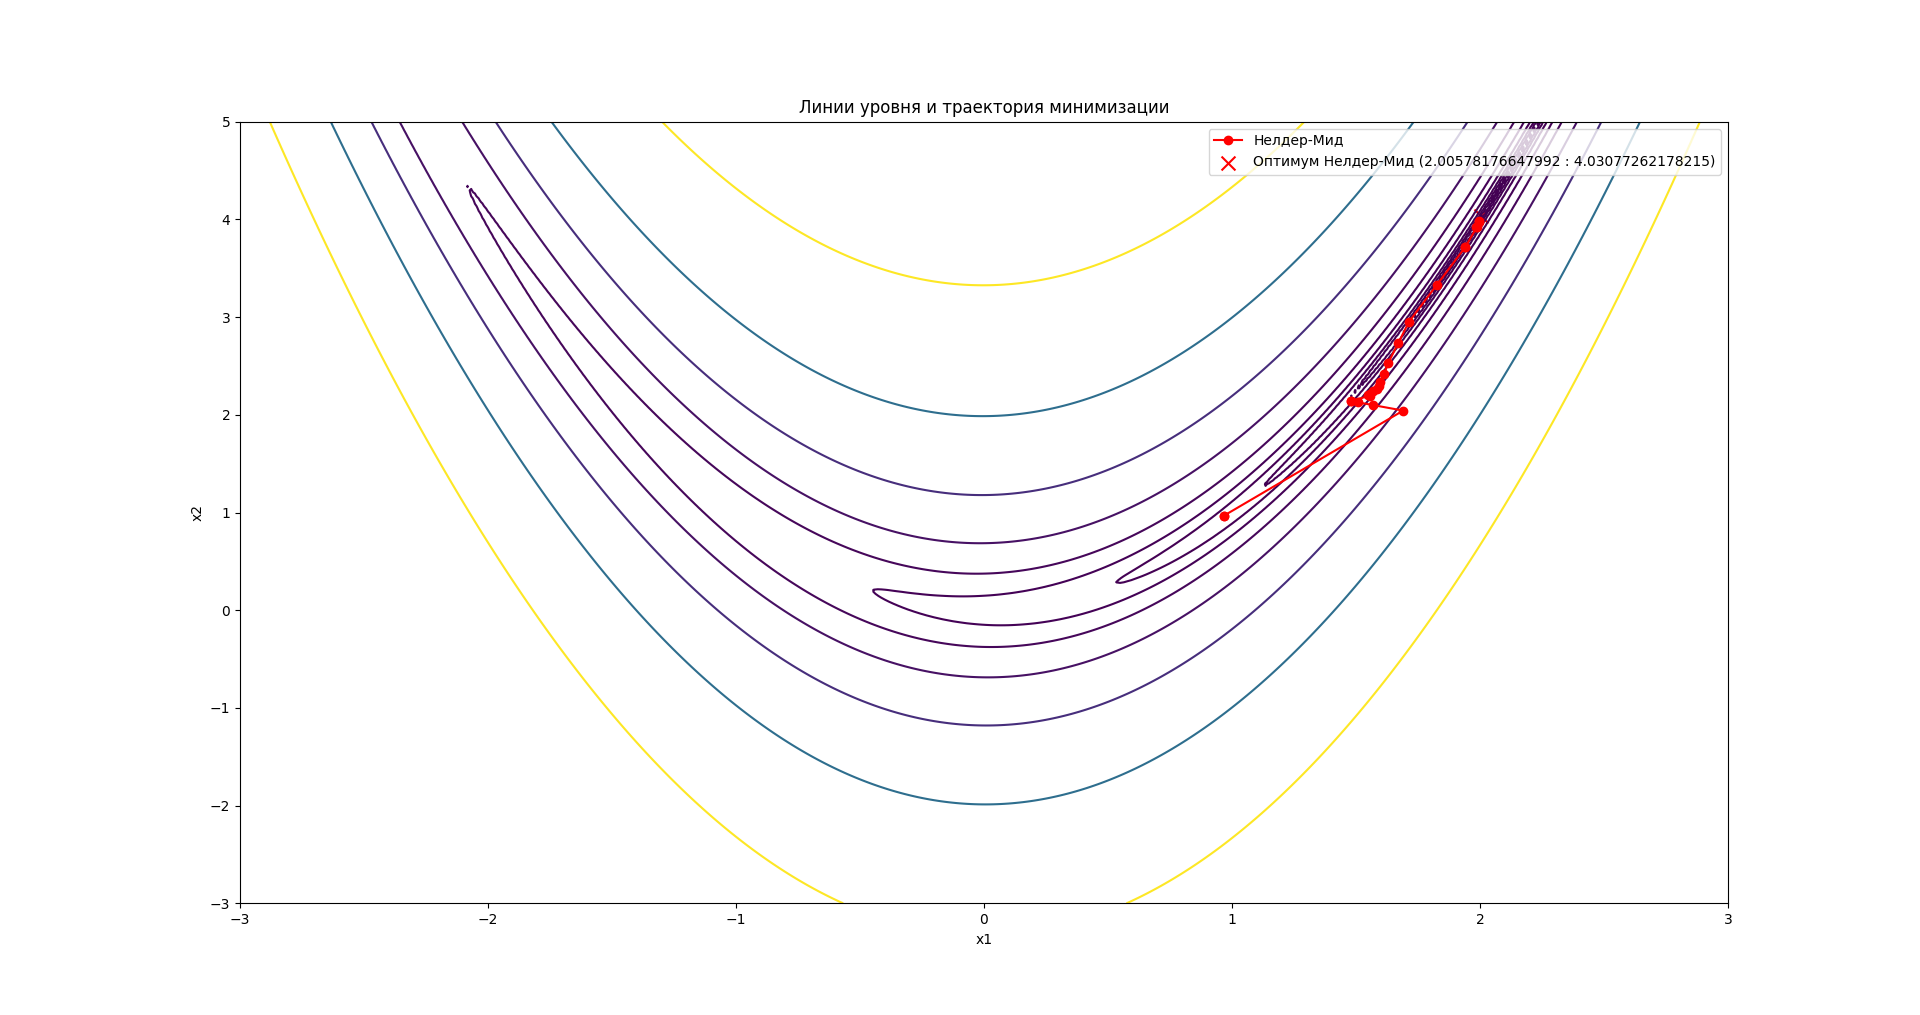 Линии уровня и траектория минимизации
Нелдер-Мид
Оптимум Нелдер-Мид (2.00578176647992 : 4.03077262178215)
5
4
3
2
1
0
−1
−2
−3
x2
−3 −2 −1 0 1 2 3
x1